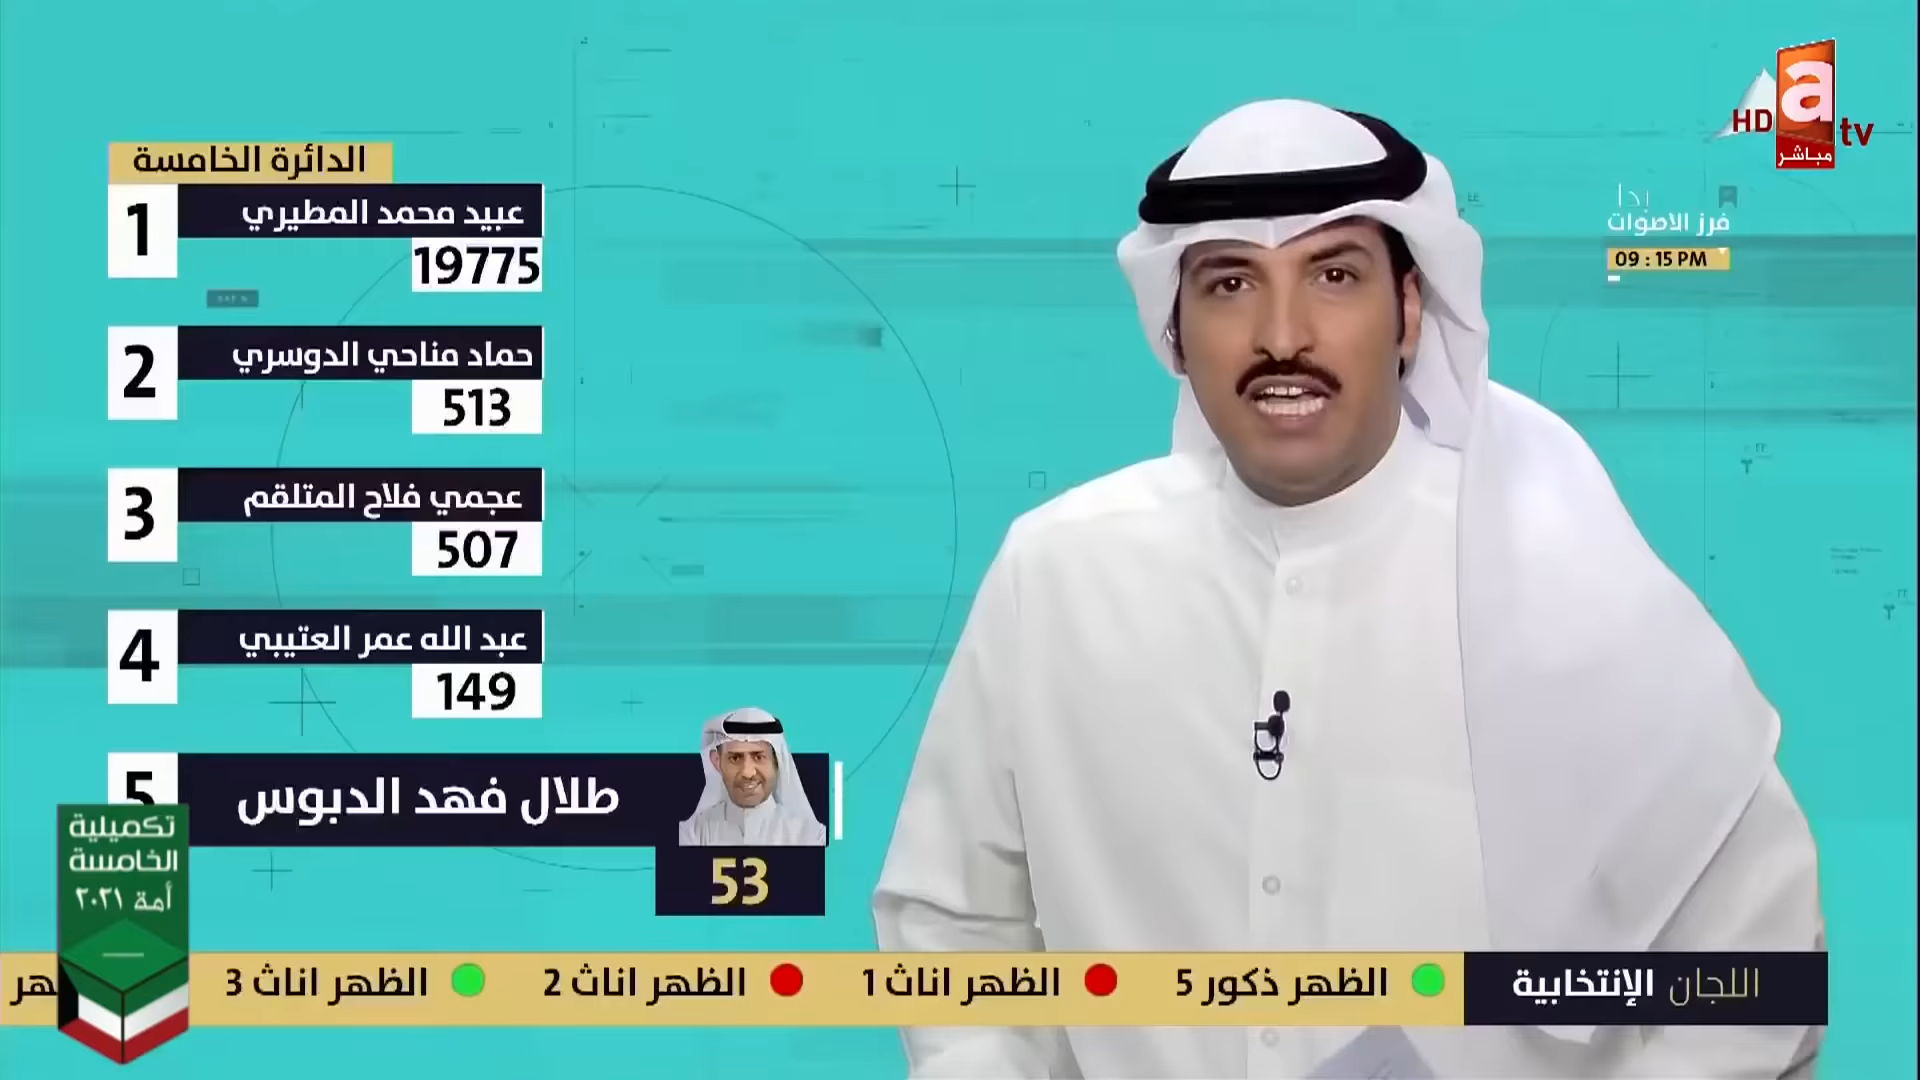 HD a tv
مباشر
بدا
فرز الاصوات
09 : 15 PM
الدائرة الخامسة
1
عبيد محمد المطيري
19775
2
حماد مناحي الدوسري
513
3
عجمي فلاح المتلقم
507
4
عبد الله عمر العتيبي
149
5
طلال فهد الدبوس
53
تكميلية
الخامسة
أمة ٢٠٢١
اللجان الإنتخابية
الظهر ذكور 5 الظهر اناث 1 الظهر اناث 2 الظهر اناث 3